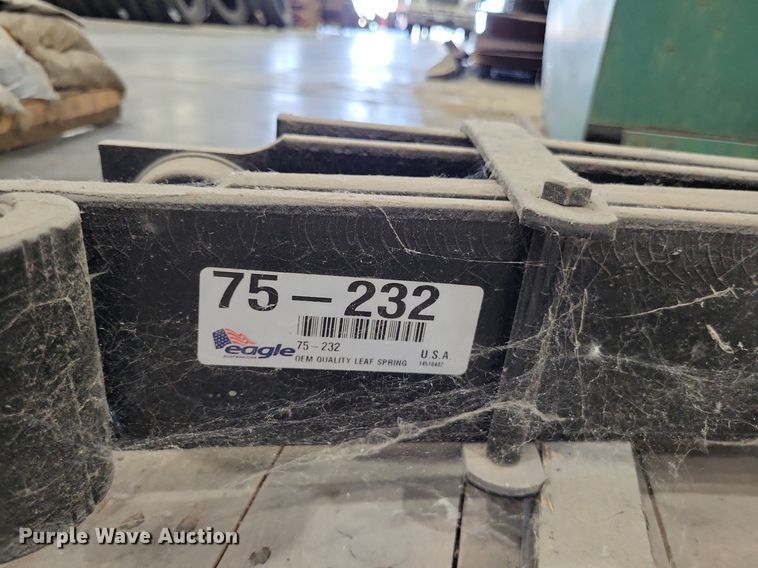 75-232
75-232
eagle
OEM QUALITY LEAF SPRING
U.S.A.
Purple Wave Auction